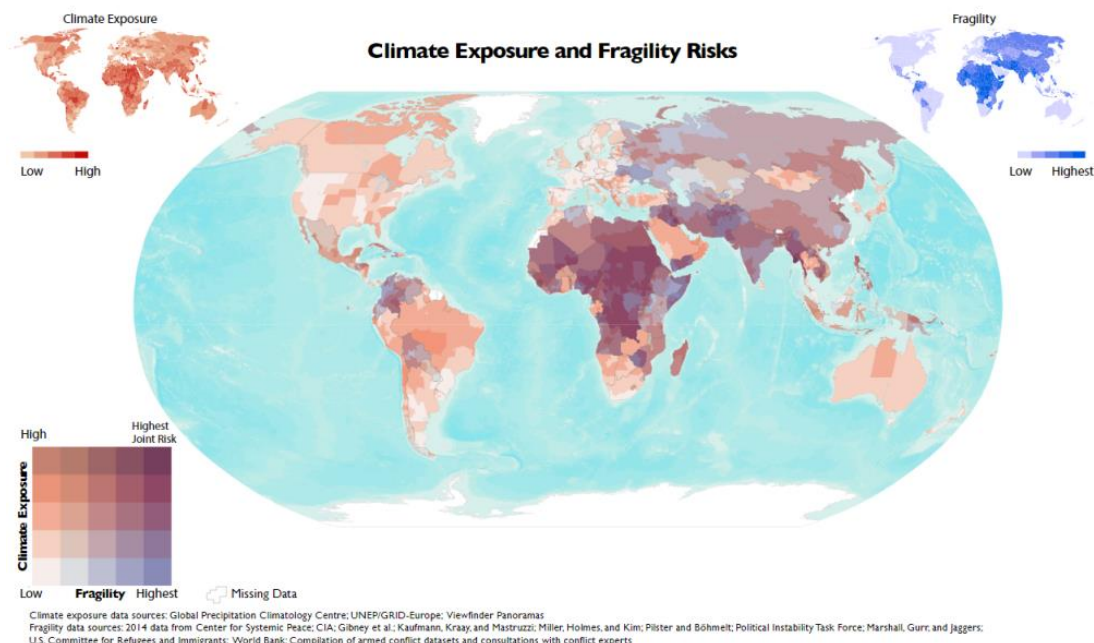 Climate Exposure
Low High
Climate Exposure and Fragility Risks
Fragility
Low Highest
High
Highest
Joint Risk
Climate Exposure
Low Fragility Highest
Missing Data
Climate exposure data sources: Global Precipitation Climatology Centre; UNEP/GRID-Europe; Viewfinder Panoramas
Fragility data sources: 2014 data from Center for Systemic Peace; CIA; Gibney et al.; Kaufmann, Kraay, and Mastruzzi; Miller, Holmes, and Kim; Pilster and Böhmelt; Political Instability Task Force; Marshall, Gurr, and Jaggers;
U.S. Committee for Refugees and Immigrants; World Bank; Compilation of armed conflict datasets and consultations with conflict experts